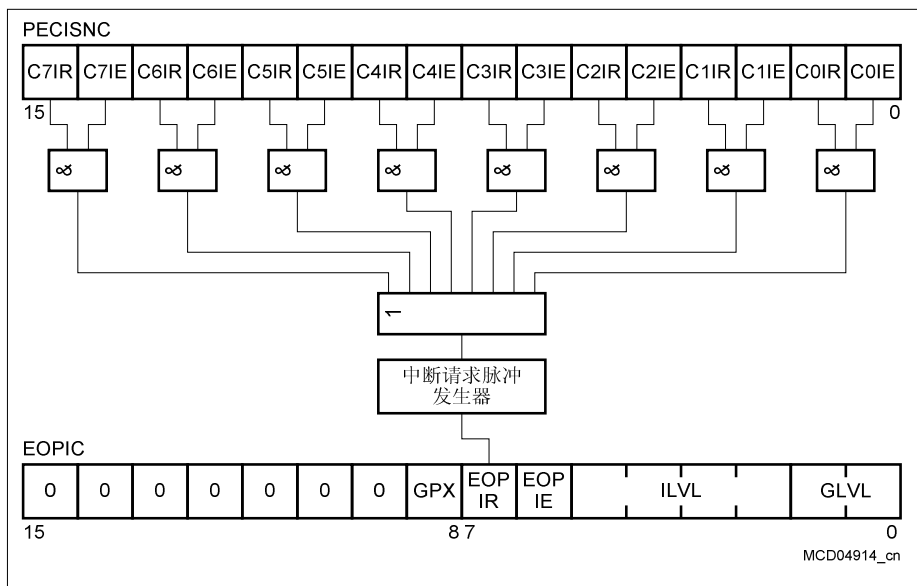 PECISNC
C7IR C7IE C6IR C6IE C5IR C5IE C4IR C4IE C3IR C3IE C2IR C2IE C1IR C1IE C0IR C0IE
15 0
& & & & & & & &
1
中断请求脉冲
发生器
EOPIC
0 0 0 0 0 0 0 GPX EOP IR EOP IE ILVL GLVL
15 8 7 0
MCD04914_cn